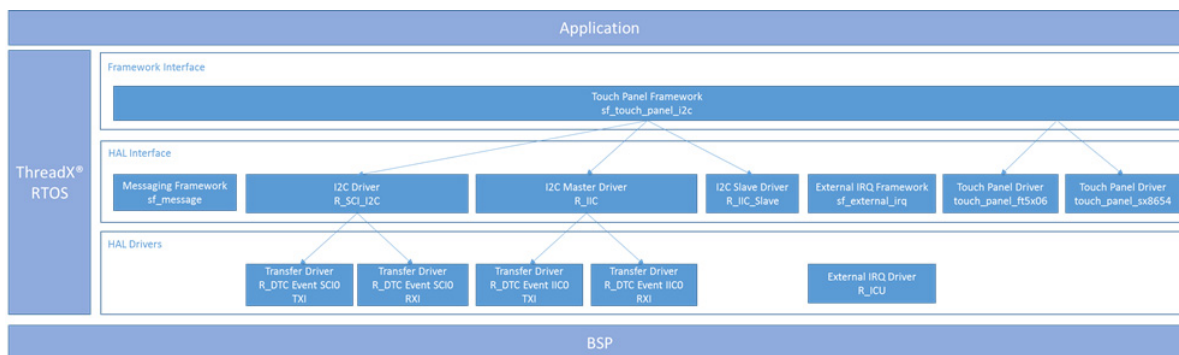 Application
ThreadX®
RTOS
Framework Interface
Touch Panel Framework
sf_touch_panel_i2c
HAL Interface
Messaging Framework
sf_message
I2C Driver
R_SCI_I2C
I2C Master Driver
R_IIC
I2C Slave Driver
R_IIC_Slave
External IRQ Framework
sf_external_irq
Touch Panel Driver
touch_panel_ft5x06
Touch Panel Driver
touch_panel_sx8654
HAL Drivers
Transfer Driver
R_DTC Event SCI0
TXI
Transfer Driver
R_DTC Event SCI0
RXI
Transfer Driver
R_DTC Event IIC0
TXI
Transfer Driver
R_DTC Event IIC0
RXI
External IRQ Driver
R_ICU
BSP